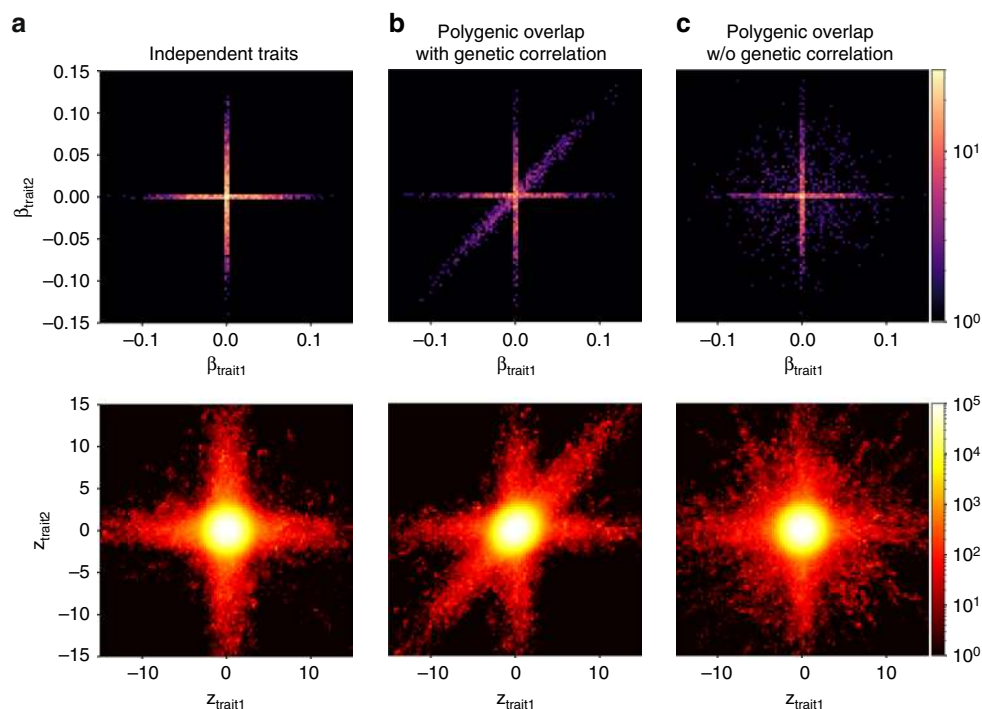 a
Independent traits
b
Polygenic overlap
with genetic correlation
c
Polygenic overlap
w/o genetic correlation
0.15
0.10
0.05
0.00
−0.05
−0.10
−0.15
βtrait2
−0.1 0.0 0.1
βtrait1
−0.1 0.0 0.1
βtrait1
−0.1 0.0 0.1
βtrait1
10¹
10⁰
15
10
5
0
−5
−10
−15
ztrait2
−10 0 10
ztrait1
−10 0 10
ztrait1
−10 0 10
ztrait1
10⁵
10⁴
10³
10²
10¹
10⁰